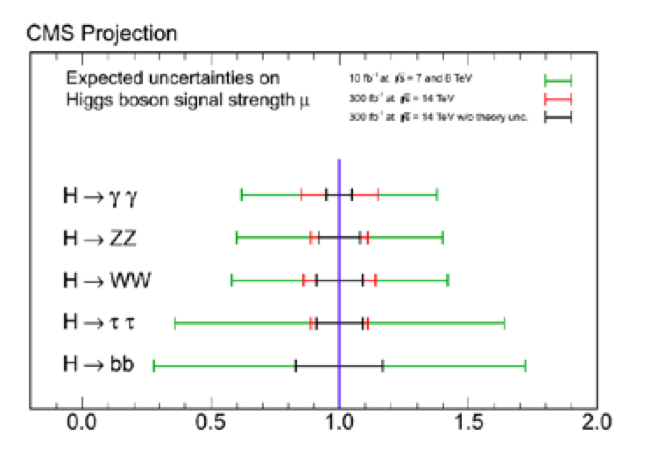 CMS Projection
Expected uncertainties on
Higgs boson signal strength μ
10 fb⁻¹ at √s = 7 and 8 TeV
300 fb⁻¹ at √s = 14 TeV
300 fb⁻¹ at √s = 14 TeV w/o theory unc.
H → γ γ
H → ZZ
H → WW
H → τ τ
H → bb
0.0 0.5 1.0 1.5 2.0